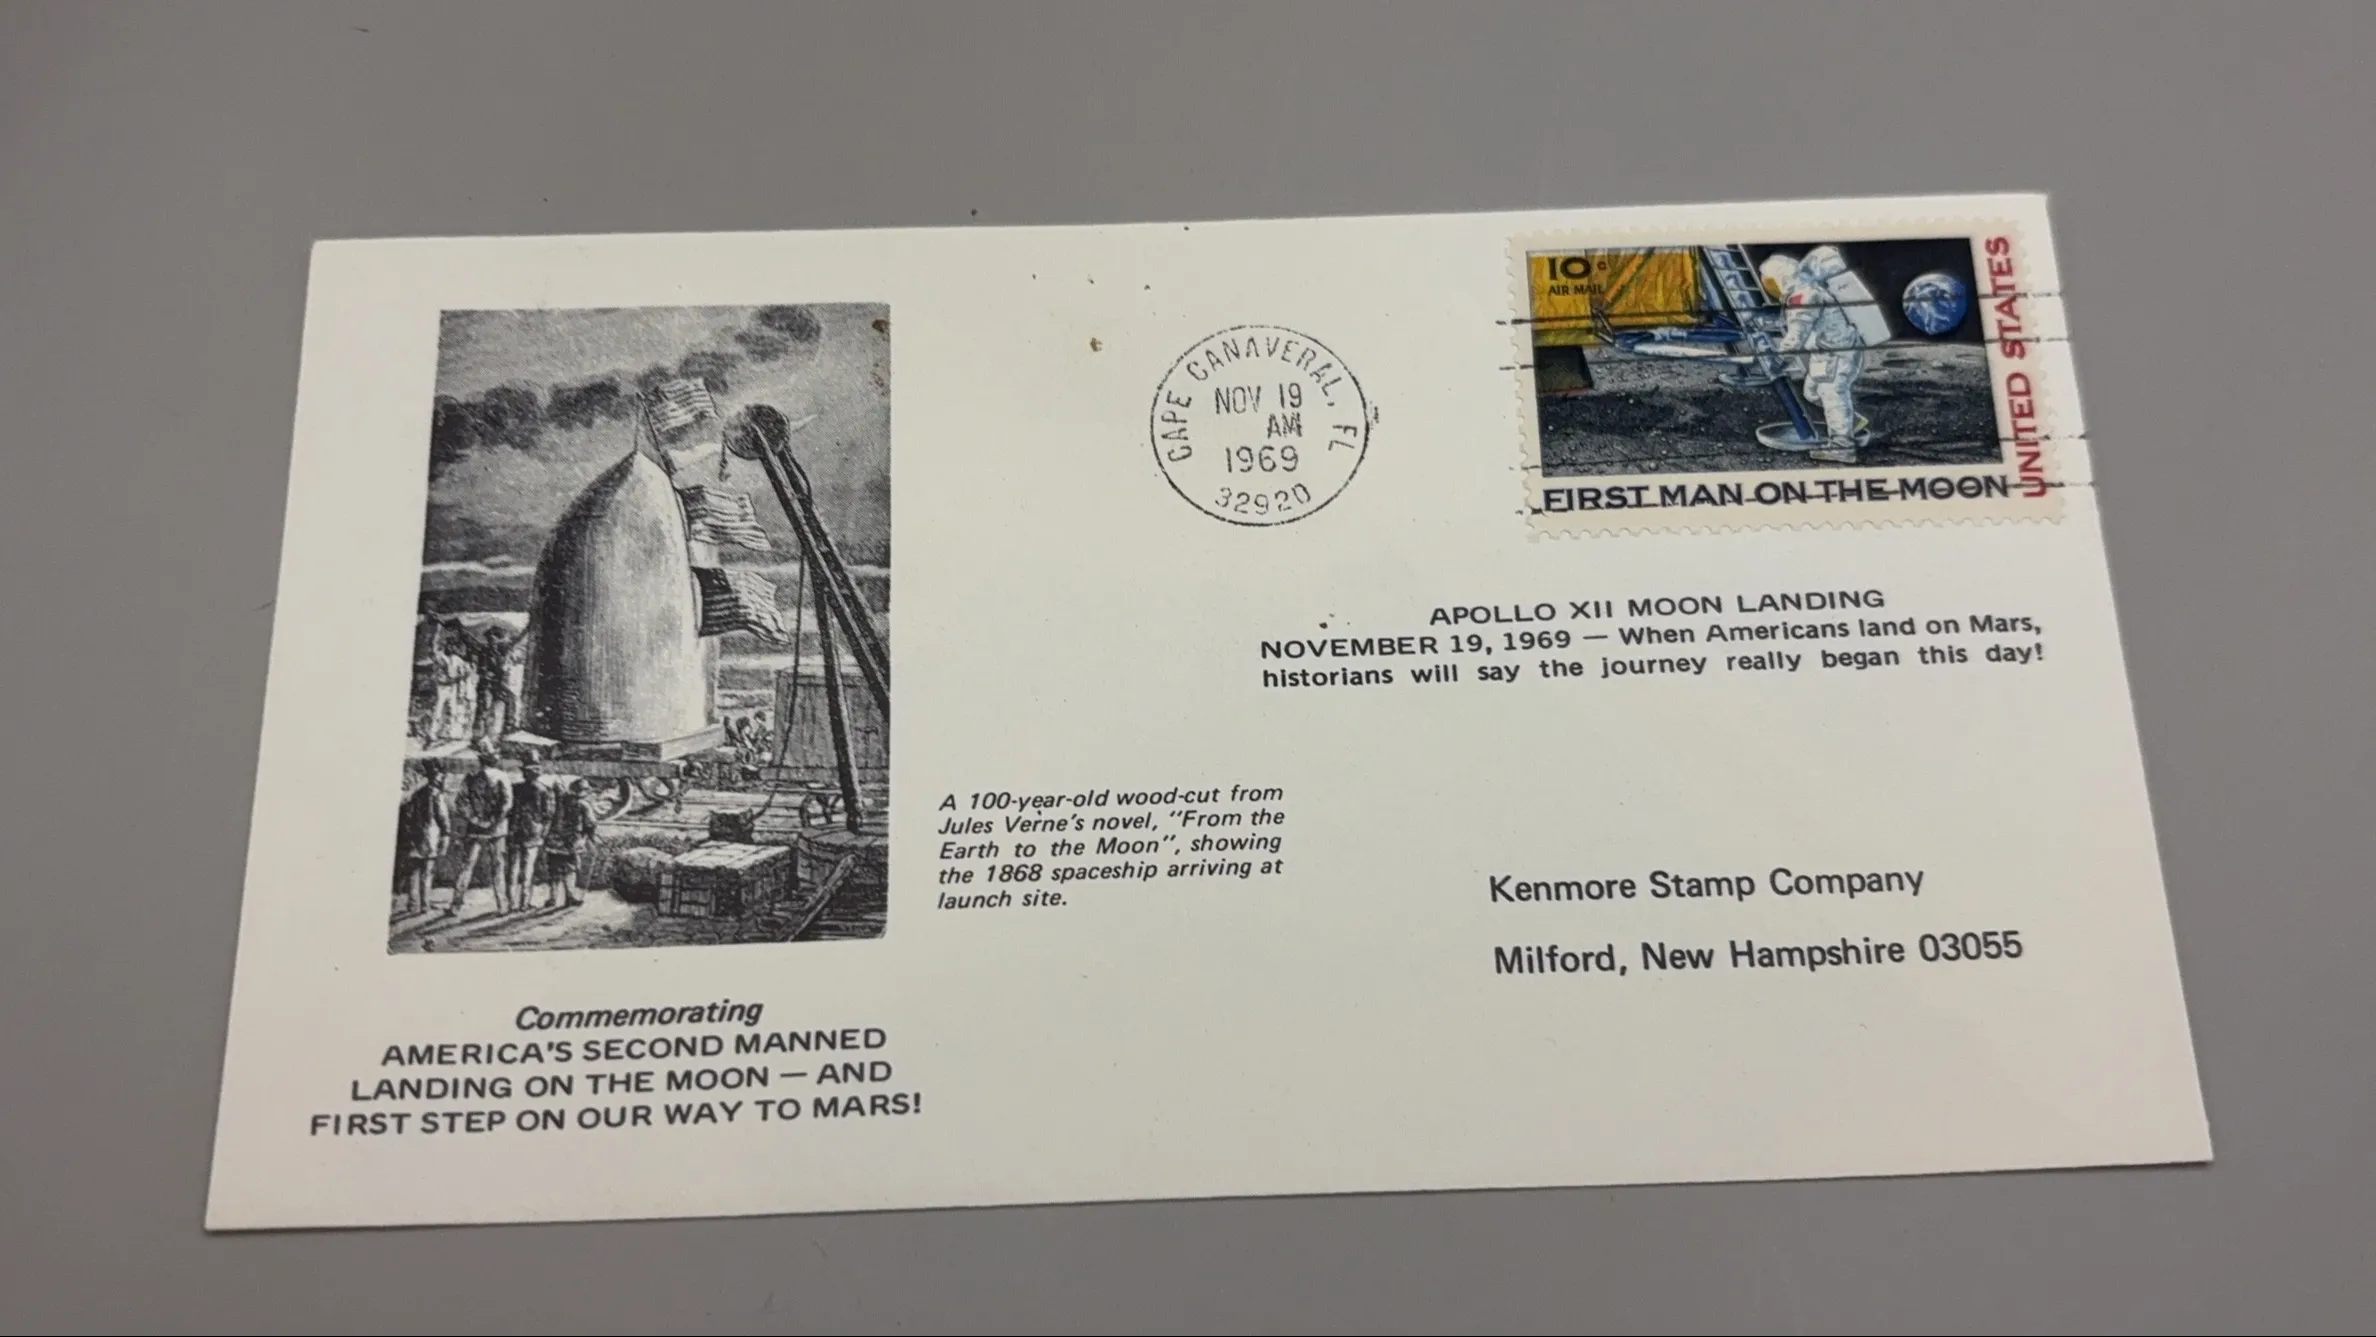 10c
AIR MAIL
UNITED STATES
FIRST MAN ON THE MOON
CAPE CANAVERAL, FL
NOV 19
AM
1969
32920
APOLLO XII MOON LANDING
NOVEMBER 19, 1969 — When Americans land on Mars,
historians will say the journey really began this day!
A 100-year-old wood-cut from
Jules Verne's novel, "From the
Earth to the Moon", showing
the 1868 spaceship arriving at
launch site.
Kenmore Stamp Company
Milford, New Hampshire 03055
Commemorating
AMERICA'S SECOND MANNED
LANDING ON THE MOON — AND
FIRST STEP ON OUR WAY TO MARS!